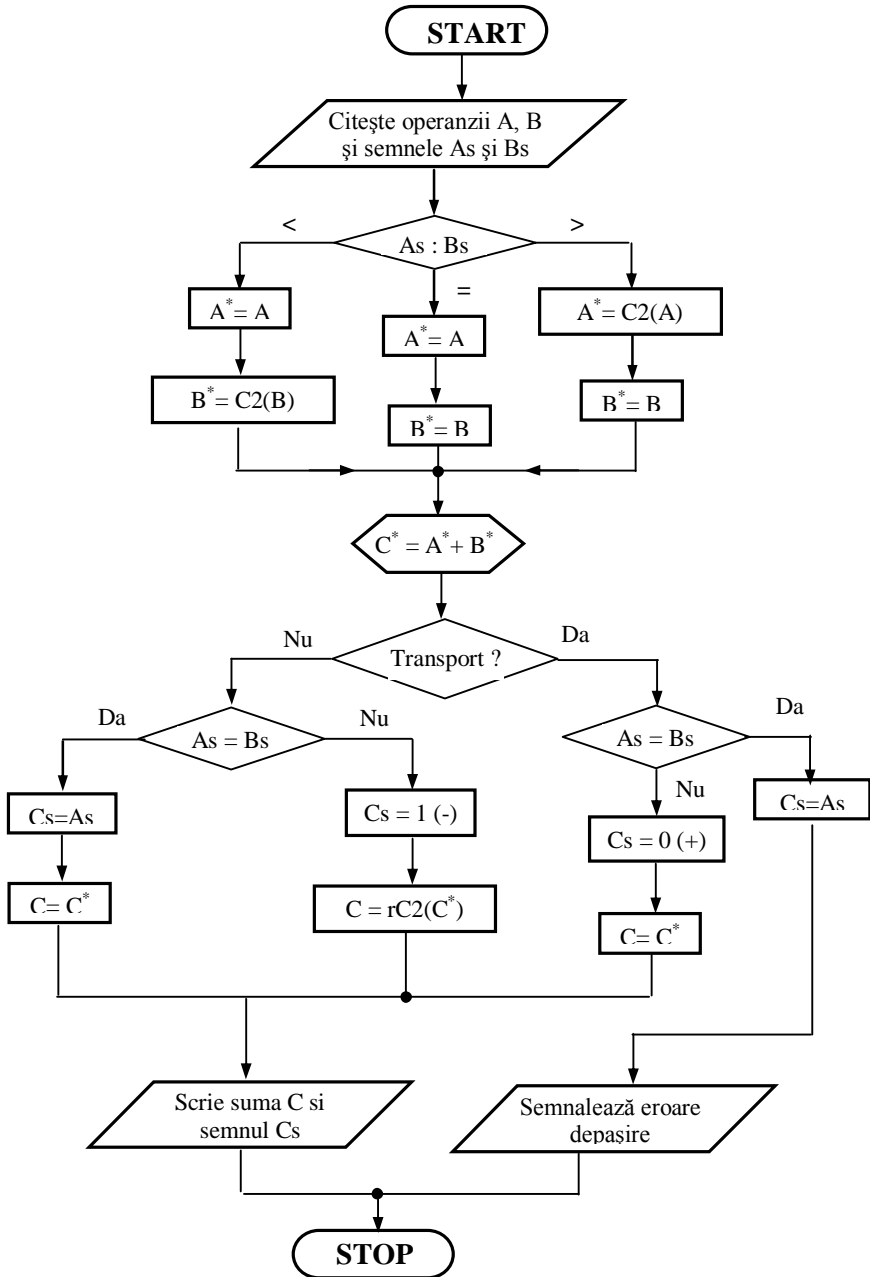 START
Citeşte operanzii A, B
şi semnele As şi Bs
<
>
As : Bs
=
A*= A
A*= C2(A)
A*= A
B*= C2(B)
B*= B
B*= B
C* = A*+ B*
Nu
Da
Transport ?
Da
Nu
Da
As = Bs
As = Bs
Nu
Cs=As
Cs = 1 (-)
Cs=As
Cs = 0 (+)
C= C*
C = rC2(C*)
C= C*
Scrie suma C si
semnul Cs
Semnalează eroare
depaşire
STOP